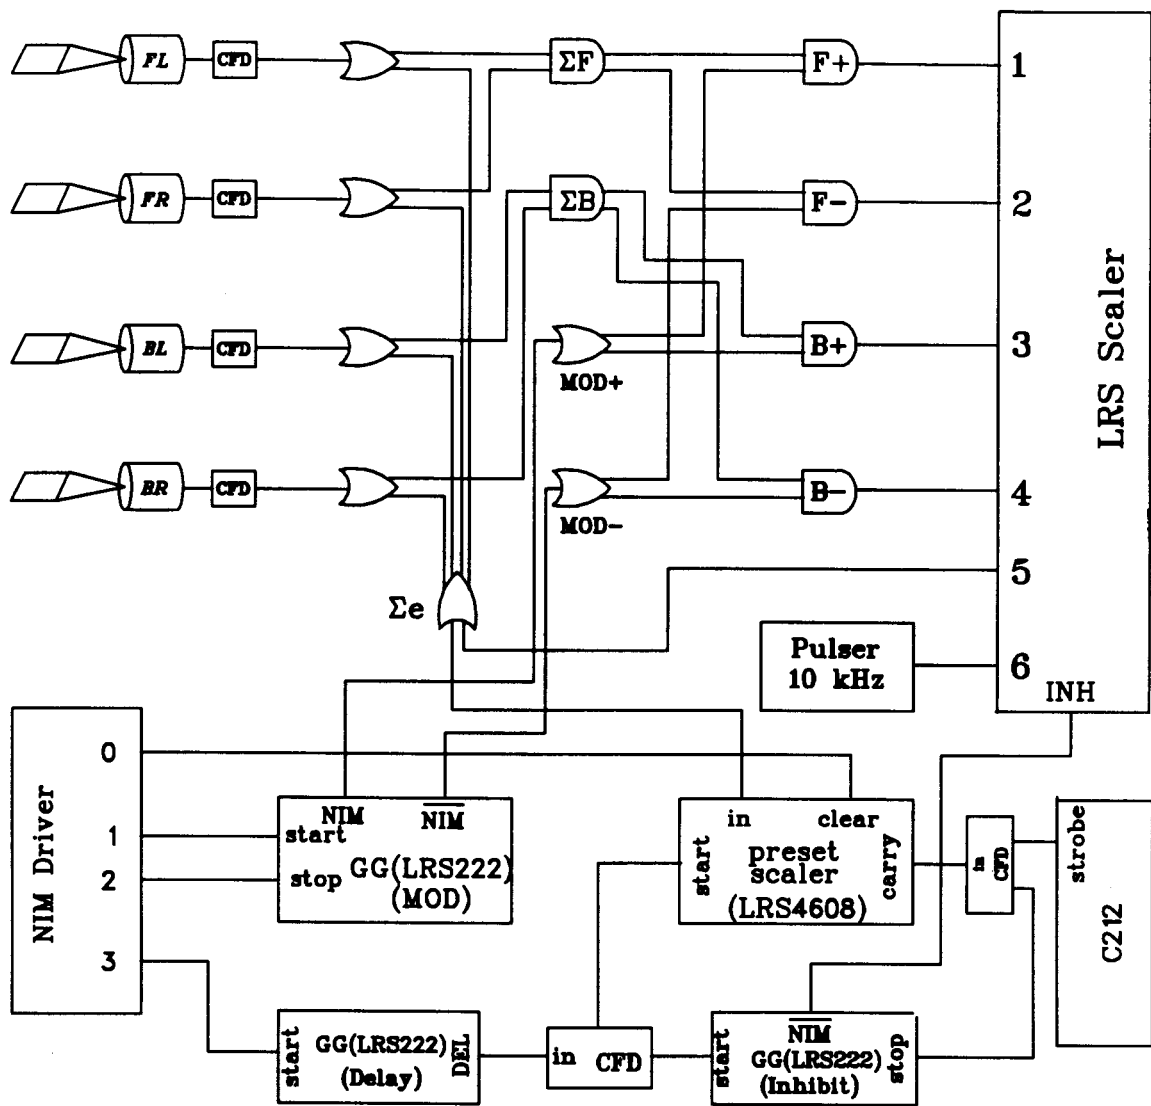 FL CFD ΣF F+ 1
FR CFD ΣB F− 2
BL CFD MOD+ B+ 3
BR CFD MOD− B− 4
LRS Scaler
Σe 5
Pulser
10 kHz
6
INH
NIM Driver
0
1
2
3
NIM N̅I̅M̅
start
stop
GG(LRS222)
(MOD)
in clear
start
preset
scaler
(LRS4608)
carry
in
CFD
strobe
C212
start
GG(LRS222)
(Delay)
DEL
in CFD
start
N̅I̅M̅
GG(LRS222)
(Inhibit)
stop